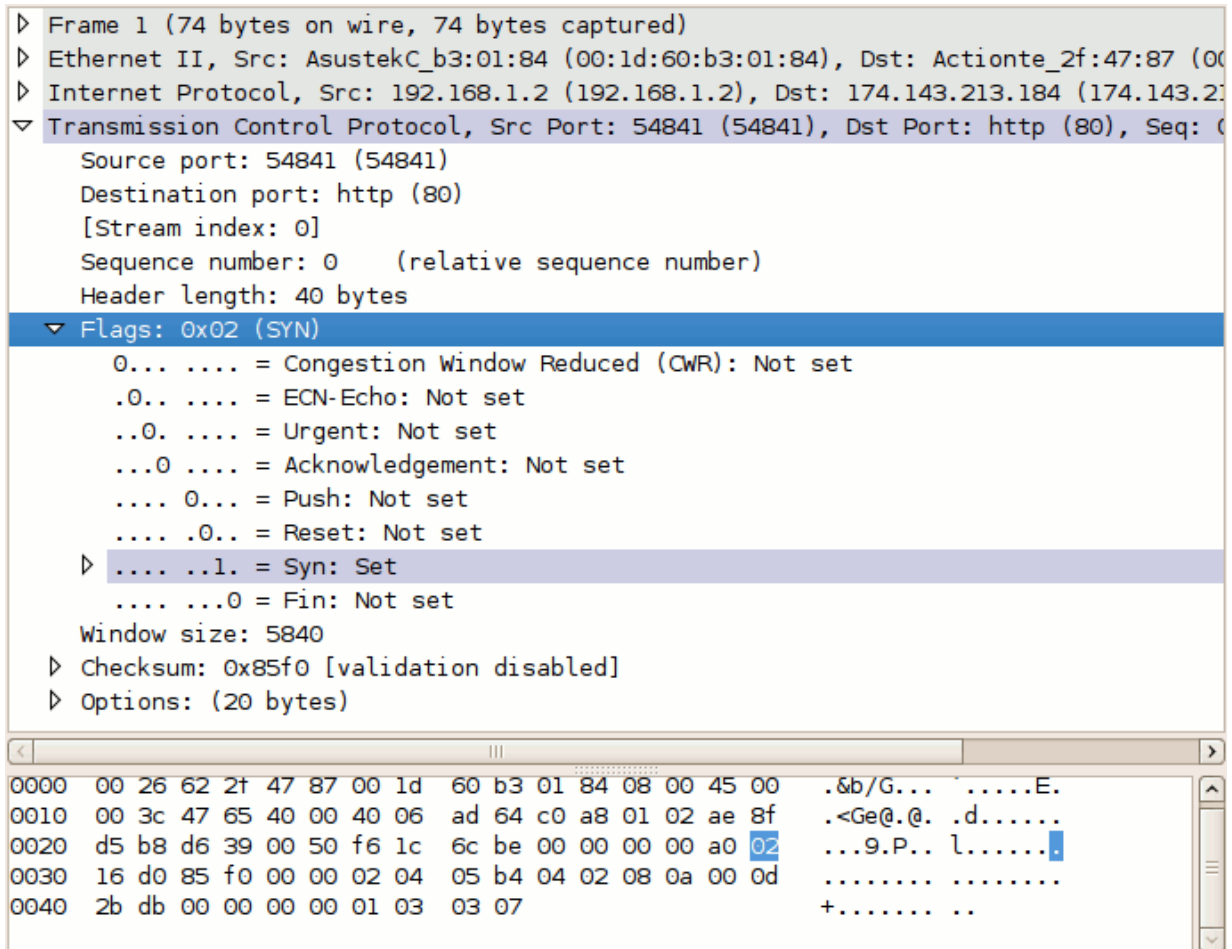 Frame 1 (74 bytes on wire, 74 bytes captured)
Ethernet II, Src: AsustekC_b3:01:84 (00:1d:60:b3:01:84), Dst: Actionte_2f:47:87 (00
Internet Protocol, Src: 192.168.1.2 (192.168.1.2), Dst: 174.143.213.184 (174.143.21
Transmission Control Protocol, Src Port: 54841 (54841), Dst Port: http (80), Seq: 0
Source port: 54841 (54841)
Destination port: http (80)
[Stream index: 0]
Sequence number: 0    (relative sequence number)
Header length: 40 bytes
Flags: 0x02 (SYN)
0... .... = Congestion Window Reduced (CWR): Not set
.0.. .... = ECN-Echo: Not set
..0. .... = Urgent: Not set
...0 .... = Acknowledgement: Not set
.... 0... = Push: Not set
.... .0.. = Reset: Not set
.... ..1. = Syn: Set
.... ...0 = Fin: Not set
Window size: 5840
Checksum: 0x85f0 [validation disabled]
Options: (20 bytes)
0000  00 26 62 2f 47 87 00 1d  60 b3 01 84 08 00 45 00  .&b/G... `.....E.
0010  00 3c 47 65 40 00 40 06  ad 64 c0 a8 01 02 ae 8f  .<Ge@.@. .d......
0020  d5 b8 d6 39 00 50 f6 1c  6c be 00 00 00 00 a0 02  ...9.P.. l.......
0030  16 d0 85 f0 00 00 02 04  05 b4 04 02 08 0a 00 0d  ........ ........
0040  2b db 00 00 00 00 01 03  03 07  +....... ..